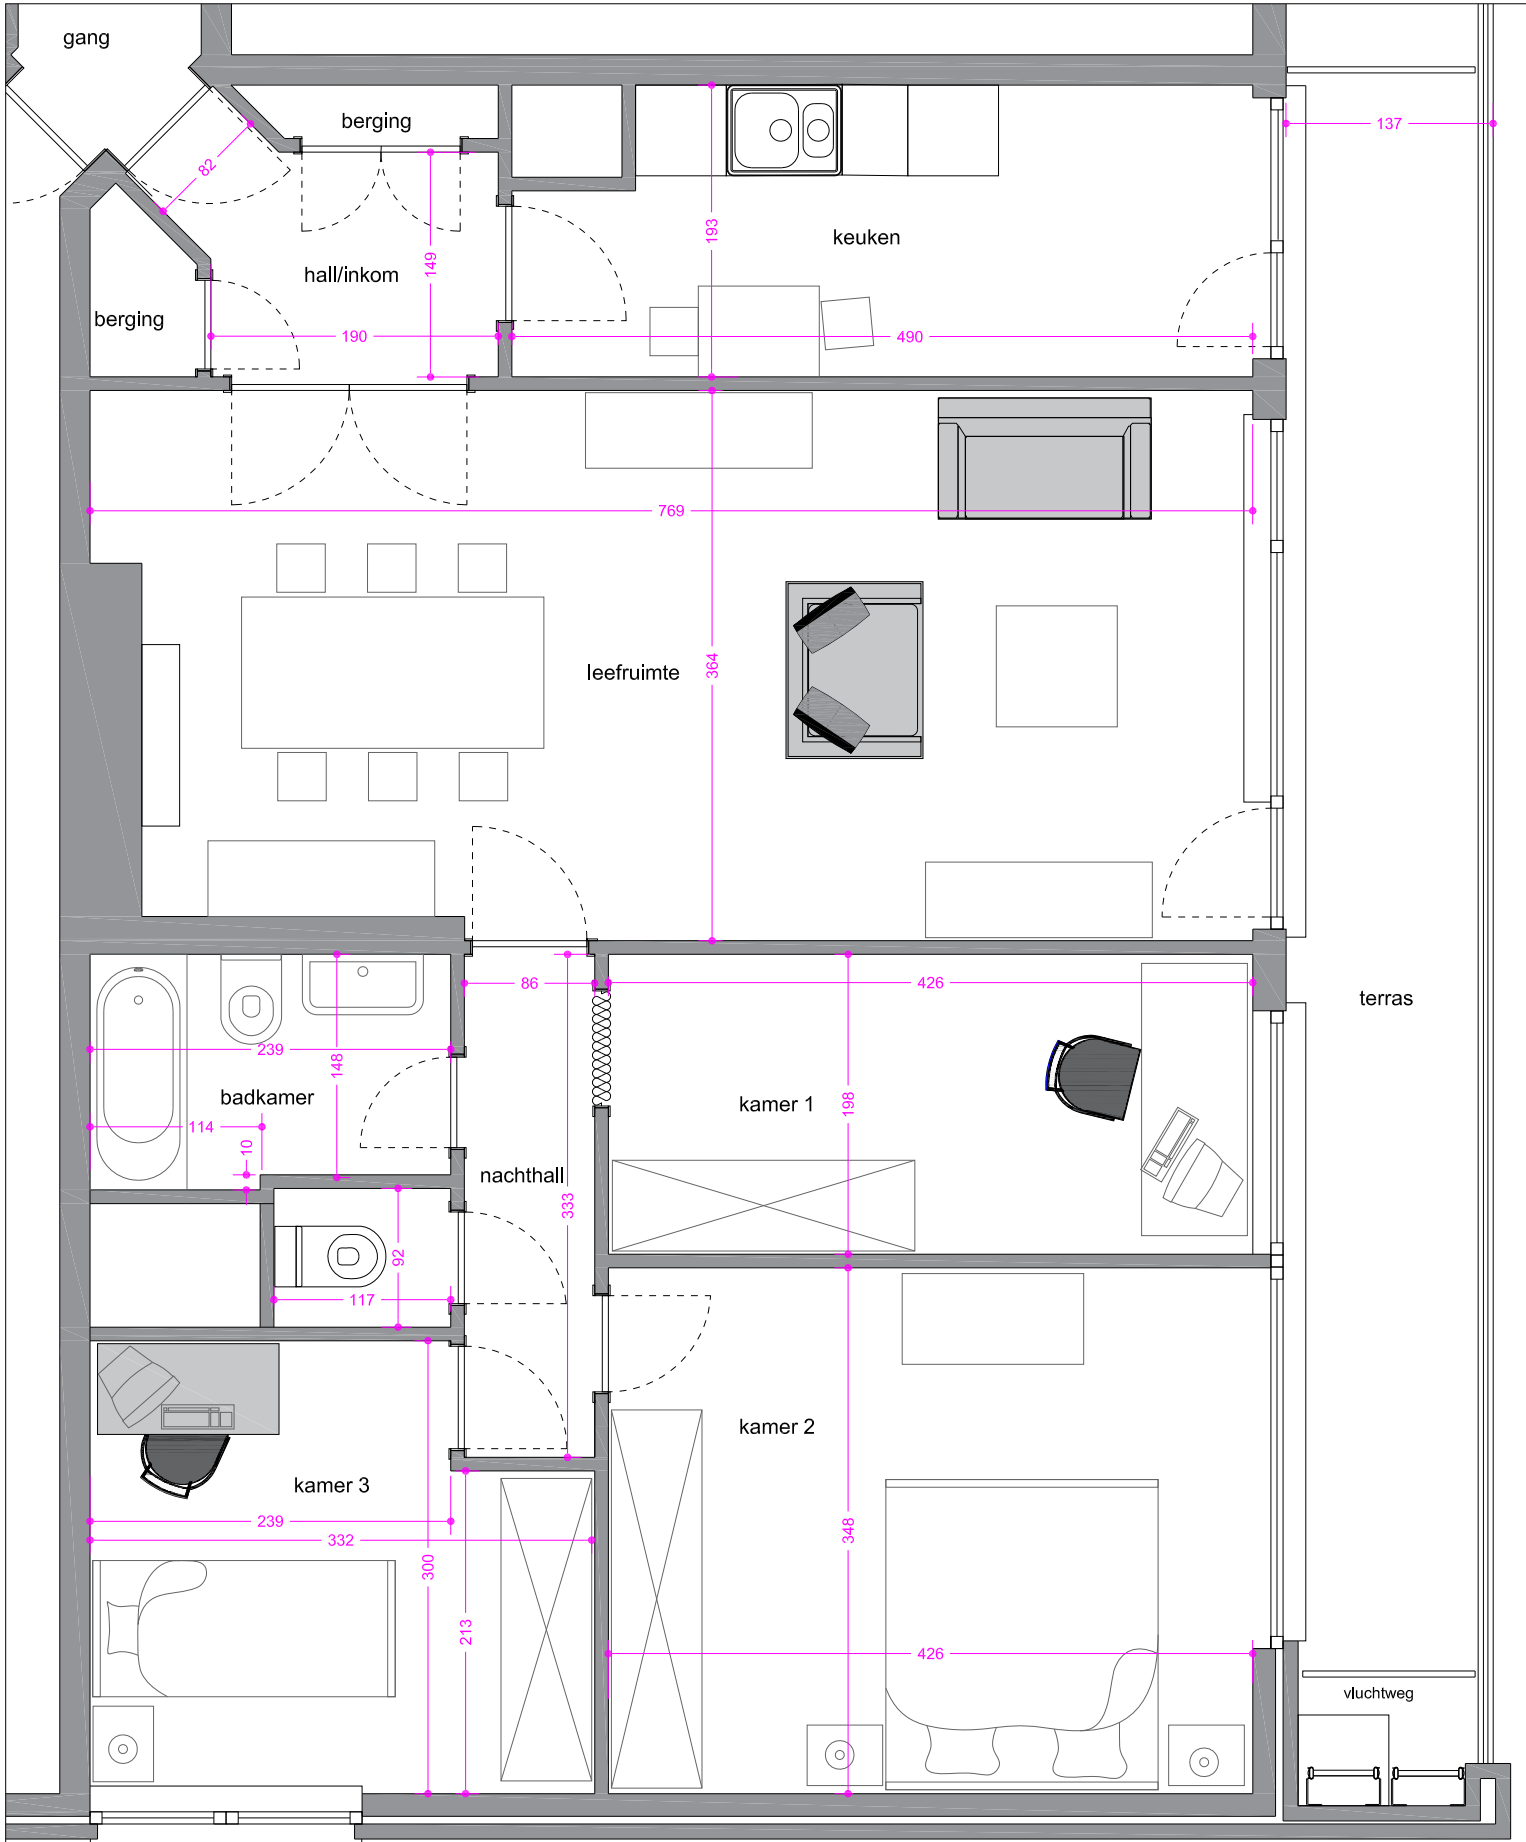 gang
berging
137
82
193
keuken
149
hall/inkom
berging
190
490
769
364
leefruimte
86
426
terras
239
148
badkamer
kamer 1
198
114
10
nachthall
333
92
117
kamer 2
kamer 3
239
332
348
300
213
426
vluchtweg